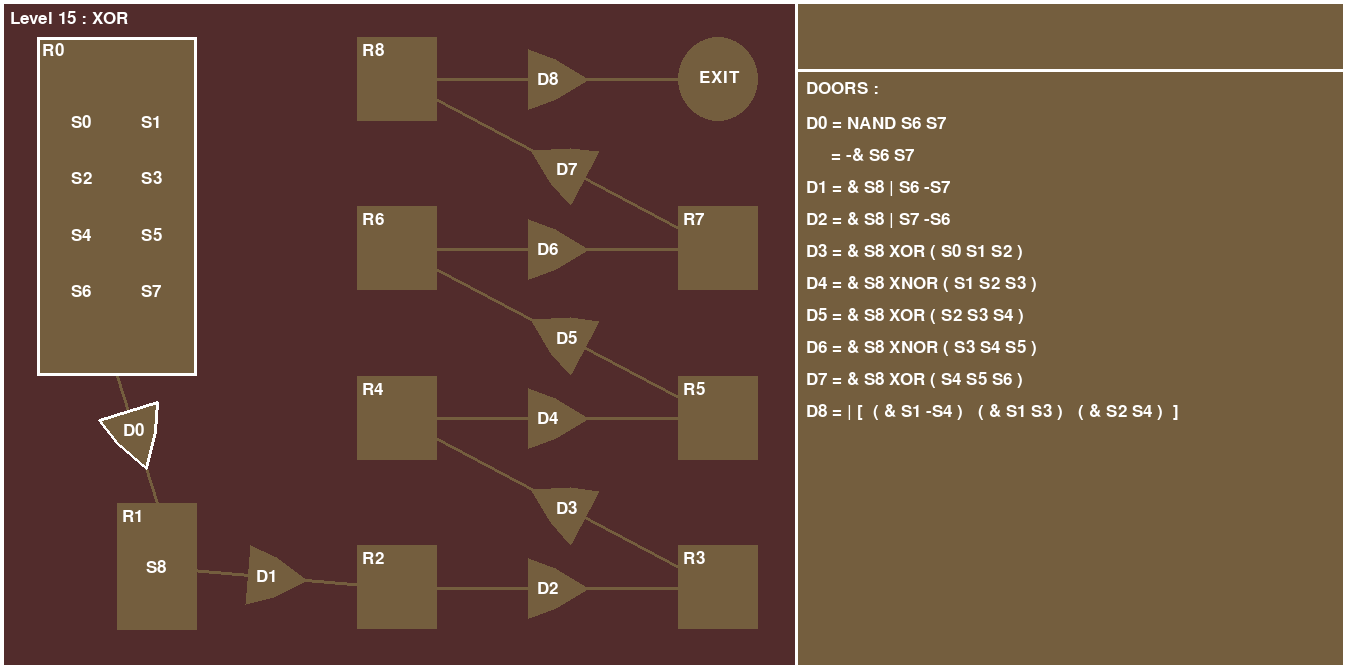 Level 15 : XOR
R0
S0 S1
S2 S3
S4 S5
S6 S7
D0
R1
S8
D1
R8
D8
EXIT
D7
R6
D6
R7
D5
R4
D4
R5
D3
R2
D2
R3
DOORS :
D0 = NAND S6 S7
= -& S6 S7
D1 = & S8 | S6 -S7
D2 = & S8 | S7 -S6
D3 = & S8 XOR ( S0 S1 S2 )
D4 = & S8 XNOR ( S1 S2 S3 )
D5 = & S8 XOR ( S2 S3 S4 )
D6 = & S8 XNOR ( S3 S4 S5 )
D7 = & S8 XOR ( S4 S5 S6 )
D8 = | [ ( & S1 -S4 ) ( & S1 S3 ) ( & S2 S4 ) ]